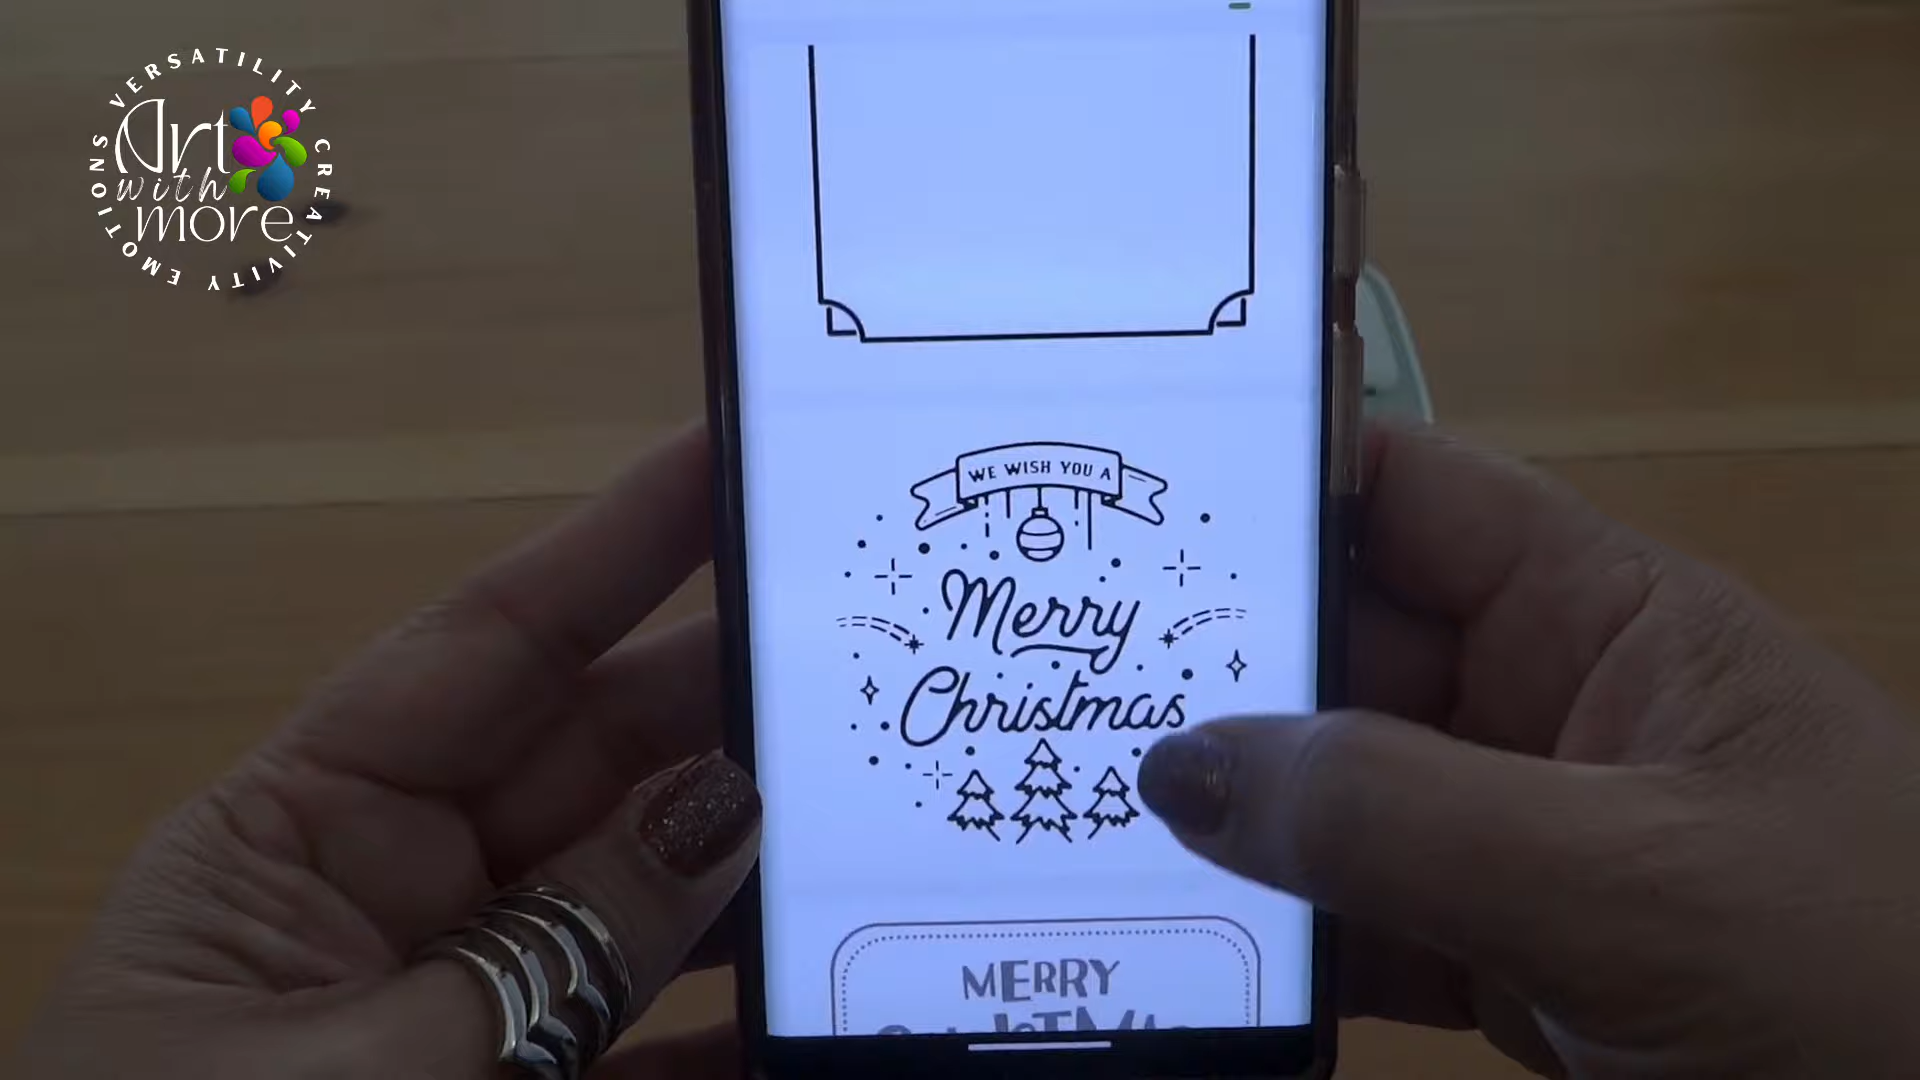 VERSATILITY CREATIVITY EMOTIONS
Art
with
more
WE WISH YOU A
Merry
Christmas
MERRY